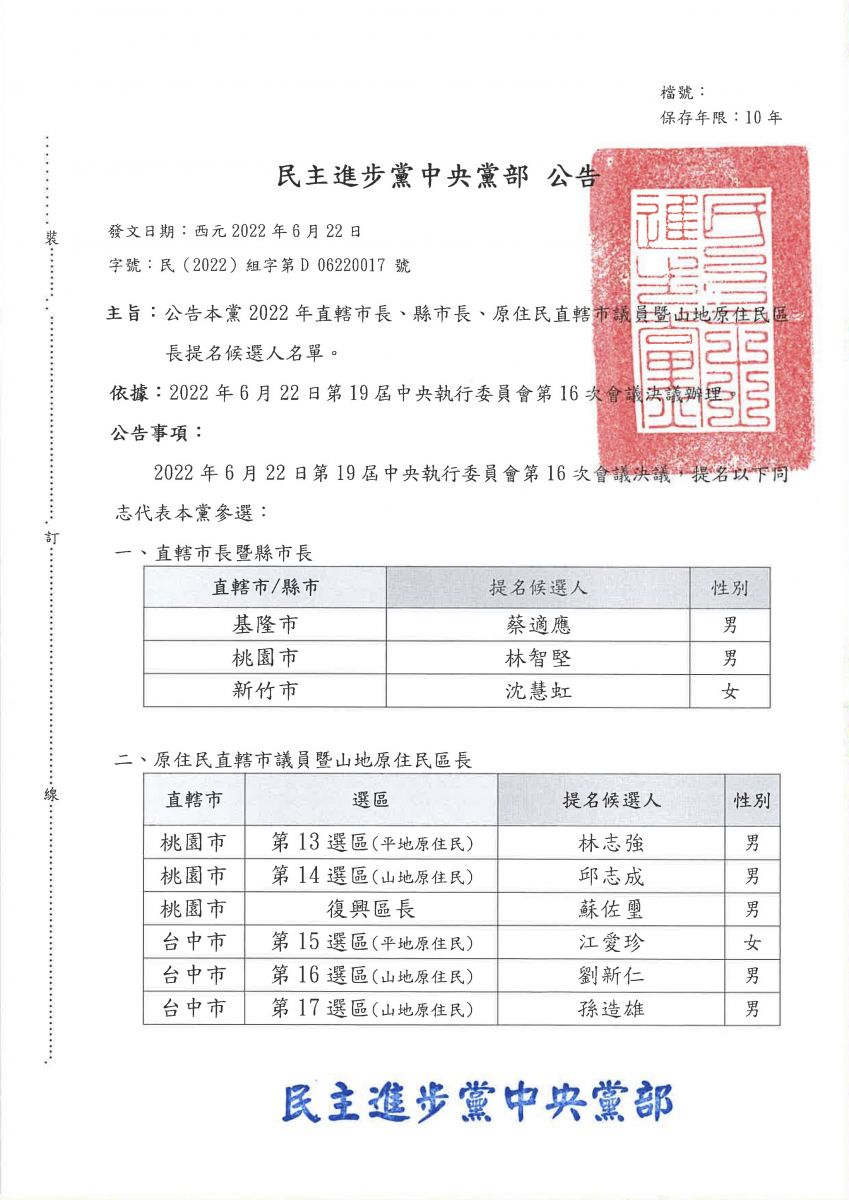 檔號：
保存年限：10 年
民主進步黨中央黨部 公告
發文日期：西元 2022 年 6 月 22 日
字號：民（2022）組字第 D 06220017 號
主旨：公告本黨 2022 年直轄市長、縣市長、原住民直轄市議員暨山地原住民區
長提名候選人名單。
依據：2022 年 6 月 22 日第 19 屆中央執行委員會第 16 次會議決議辦理。
公告事項：
2022 年 6 月 22 日第 19 屆中央執行委員會第 16 次會議決議，提名以下同
志代表本黨參選：
一、直轄市長暨縣市長
直轄市/縣市 提名候選人 性別
基隆市 蔡適應 男
桃園市 林智堅 男
新竹市 沈慧虹 女
二、原住民直轄市議員暨山地原住民區長
直轄市 選區 提名候選人 性別
桃園市 第 13 選區(平地原住民) 林志強 男
桃園市 第 14 選區(山地原住民) 邱志成 男
桃園市 復興區長 蘇佐璽 男
台中市 第 15 選區(平地原住民) 江愛珍 女
台中市 第 16 選區(山地原住民) 劉新仁 男
台中市 第 17 選區(山地原住民) 孫造雄 男
民主進步黨中央黨部
裝
訂
線